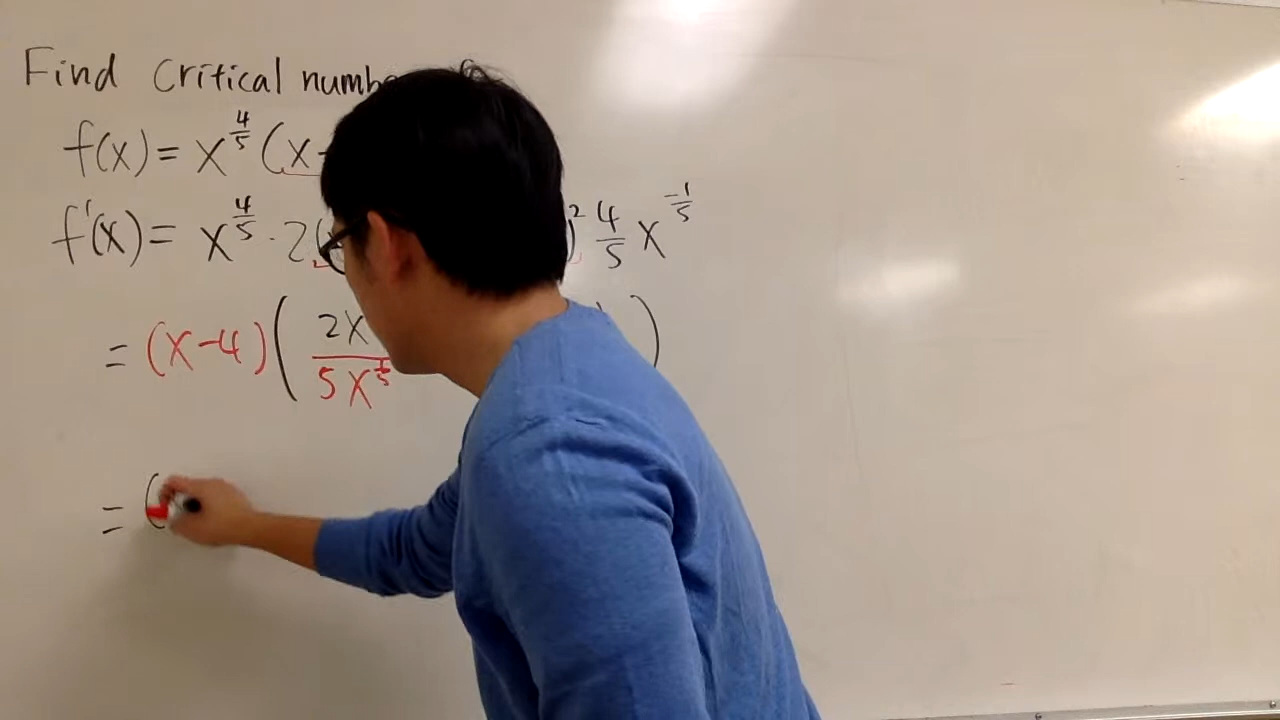 Find Critical numb
f(x) = x^{4/5} (x-
f'(x) = x^{4/5} · 2( )^2 4/5 x^{-1/5}
= (x-4) ( 2x / 5x^{1/5} )
= (